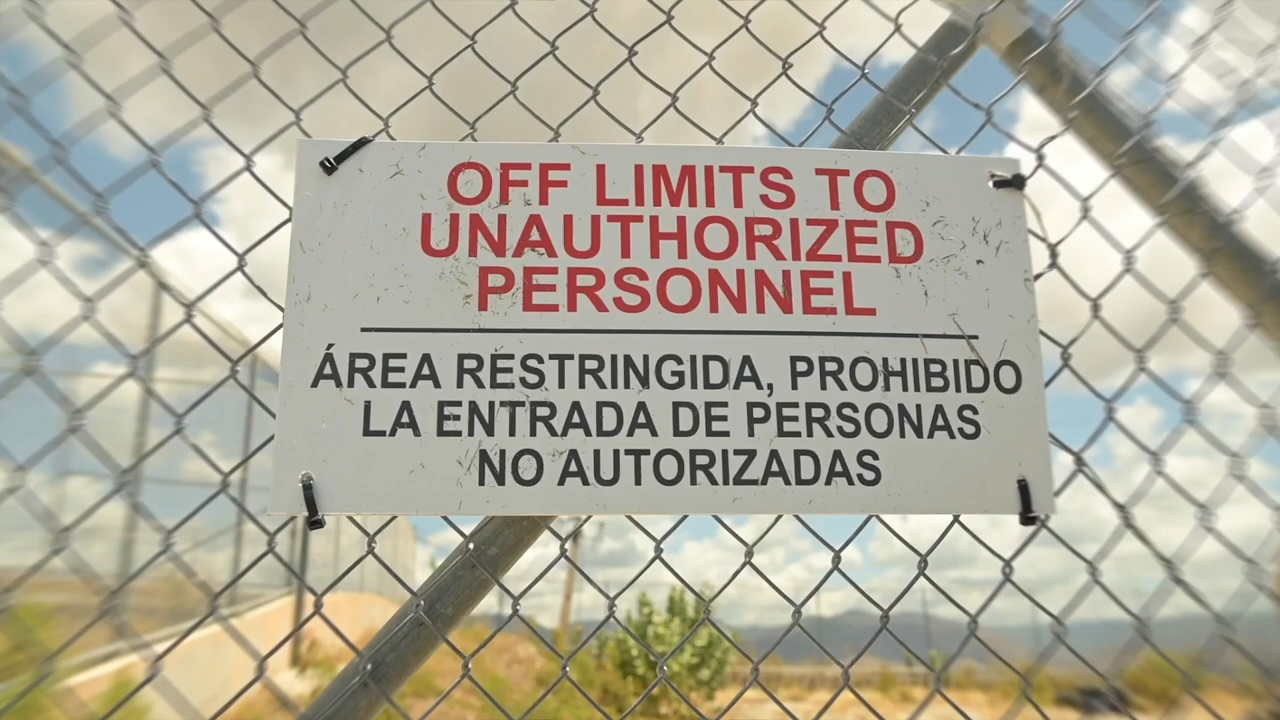 OFF LIMITS TO
UNAUTHORIZED
PERSONNEL
ÁREA RESTRINGIDA, PROHIBIDO
LA ENTRADA DE PERSONAS
NO AUTORIZADAS